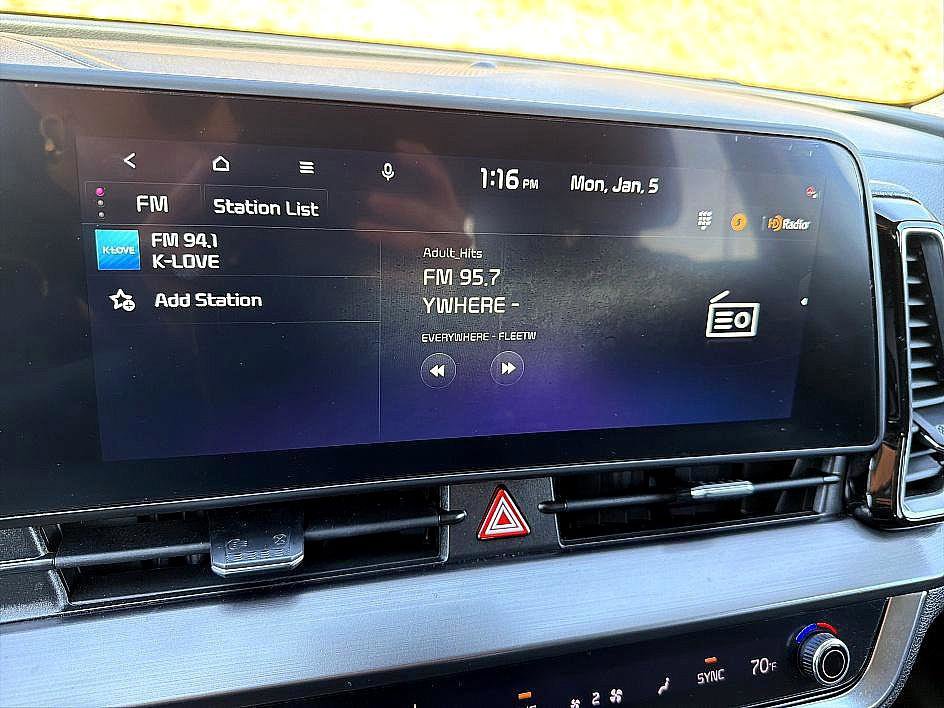 1:16 PM
Mon, Jan, 5
FM
Station List
HD Radio
K-LOVE
FM 94.1
K-LOVE
Add Station
Adult_Hits
FM 95.7
YWHERE -
EVERYWHERE - FLEETW
SYNC
70°F
2